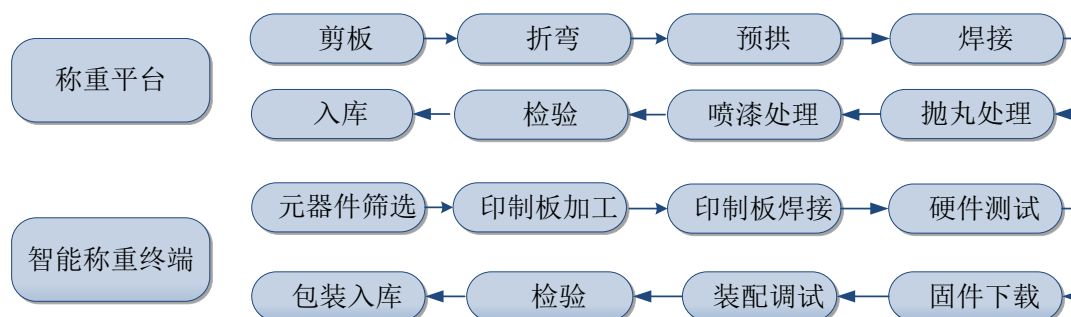 称重平台
剪板 折弯 预拱 焊接
入库 检验 喷漆处理 抛丸处理
智能称重终端
元器件筛选 印制板加工 印制板焊接 硬件测试
包装入库 检验 装配调试 固件下载